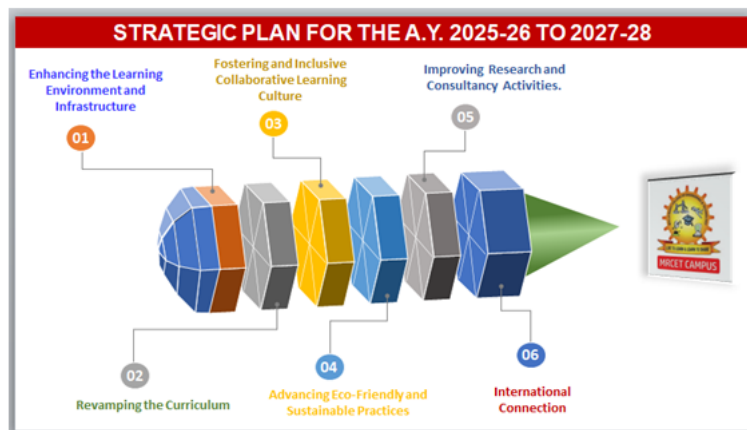 STRATEGIC PLAN FOR THE A.Y. 2025-26 TO 2027-28
Enhancing the Learning
Environment and
Infrastructure
01
Fostering and Inclusive
Collaborative Learning
Culture
03
Improving Research and
Consultancy Activities.
05
02
Revamping the Curriculum
04
Advancing Eco-Friendly and
Sustainable Practices
06
International
Connection
MRCET CAMPUS